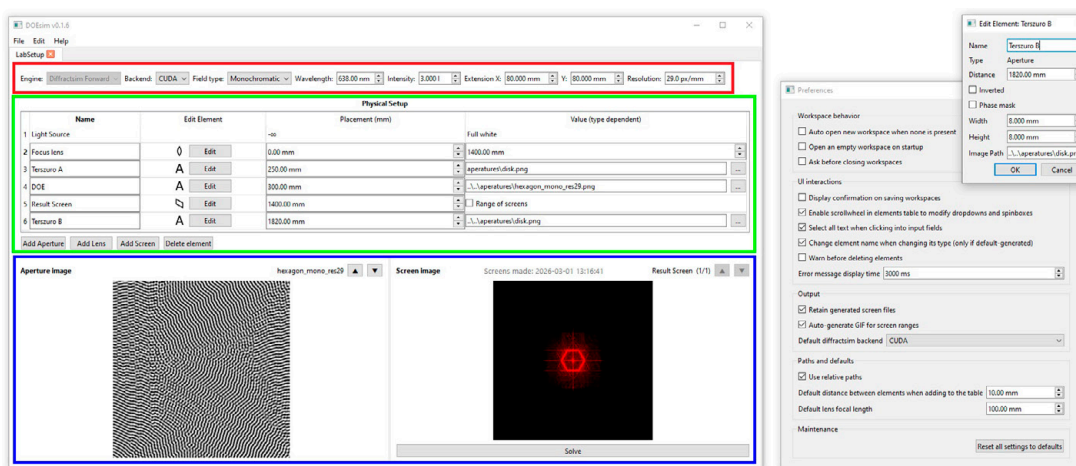 DOEsim v0.1.6
File Edit Help
LabSetup
Engine: Diffractsim Forward Backend: CUDA Field type: Monochromatic Wavelength: 638.00 nm Intensity: 3.000 l Extension X: 80.000 mm Y: 80.000 mm Resolution: 29.0 px/mm
Physical Setup
Name Edit Element Placement (mm) Value (type dependent)
1 Light Source -∞ Full white
2 Focus lens Edit 0.00 mm 1400.00 mm
3 Terszuro A A Edit 250.00 mm aperatures\disk.png ...
4 DOE A Edit 300.00 mm ..\..\aperatures\hexagon_mono_res29.png ...
5 Result Screen Edit 1400.00 mm Range of screens
6 Terszuro B A Edit 1820.00 mm ..\..\aperatures\disk.png ...
Add Aperture Add Lens Add Screen Delete element
Aperture image hexagon_mono_res29
Screen image Screens made: 2026-03-01 13:16:41 Result Screen (1/1)
Solve
Preferences
Workspace behavior
Auto open new workspace when none is present
Open an empty workspace on startup
Ask before closing workspaces
UI interactions
Display confirmation on saving workspaces
Enable scrollwheel in elements table to modify dropdowns and spinboxes
Select all text when clicking into input fields
Change element name when changing its type (only if default-generated)
Warn before deleting elements
Error message display time 3000 ms
Output
Retain generated screen files
Auto-generate GIF for screen ranges
Default diffractsim backend CUDA
Paths and defaults
Use relative paths
Default distance between elements when adding to the table 10.00 mm
Default lens focal length 100.00 mm
Maintenance
Reset all settings to defaults
Edit Element: Terszuro B
Name Terszuro B
Type Aperture
Distance 1820.00 mm
Inverted
Phase mask
Width 8.000 mm
Height 8.000 mm
Image Path ..\..\aperatures\disk.pn
OK Cancel